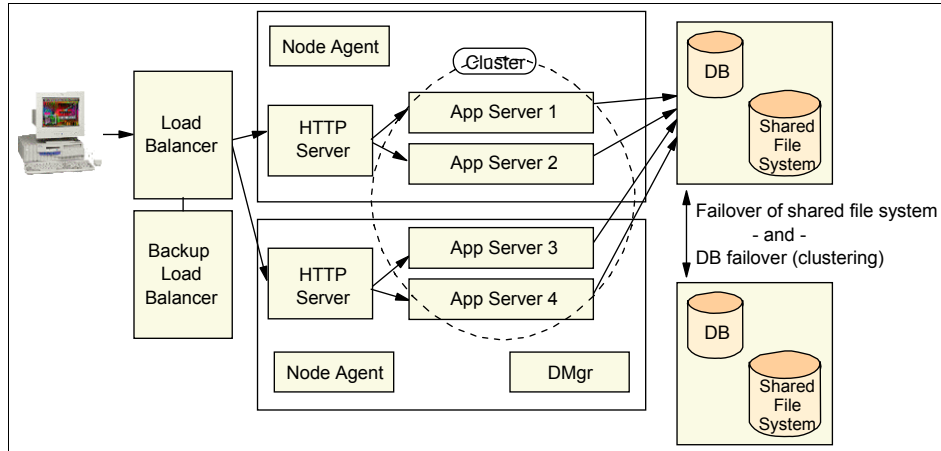 Node Agent
Cluster
DB
Load
Balancer
HTTP
Server
App Server 1
App Server 2
Shared
File
System
Failover of shared file system
- and -
DB failover (clustering)
Backup
Load
Balancer
HTTP
Server
App Server 3
App Server 4
Node Agent
DMgr
DB
Shared
File
System